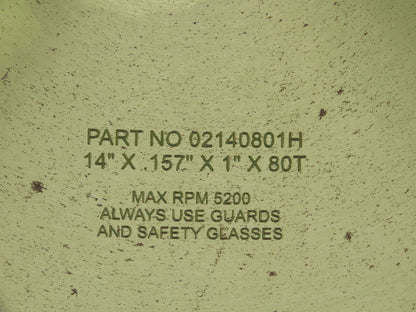 PART NO 02140801H
14" X .157" X 1" X 80T
MAX RPM 5200
ALWAYS USE GUARDS
AND SAFETY GLASSES